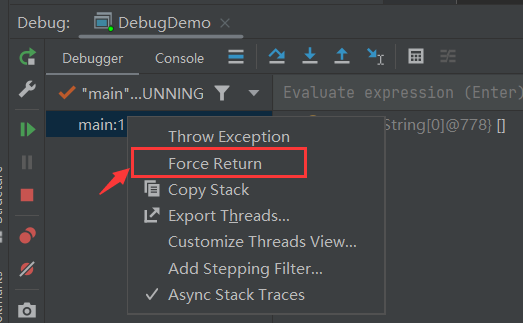 Debug: DebugDemo
Debugger Console
"main"...UNNING
Evaluate expression (Enter)
main:1
String[0]@778} []
Throw Exception
Force Return
Copy Stack
Export Threads...
Customize Threads View...
Add Stepping Filter...
Async Stack Traces